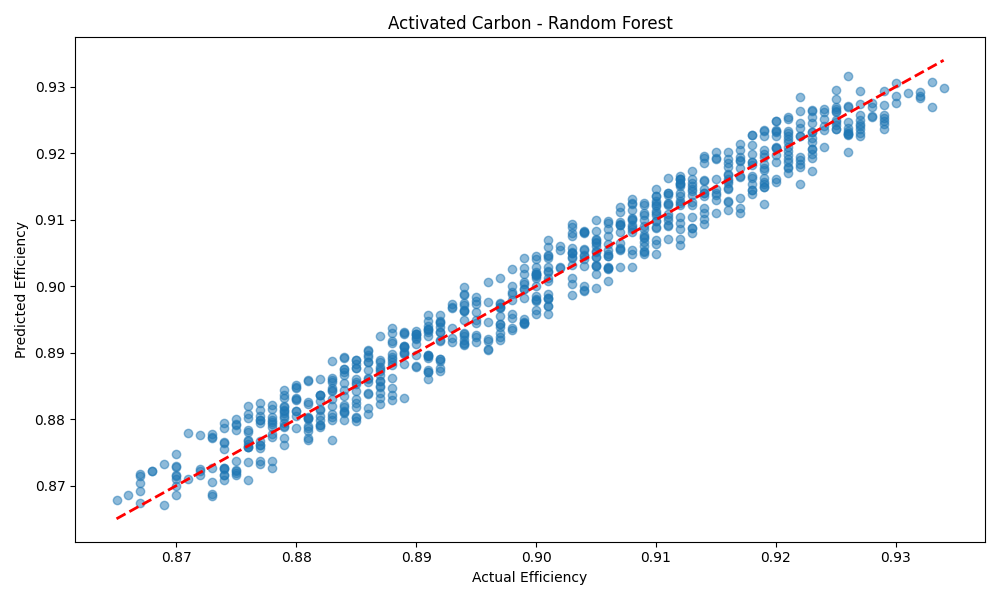 Activated Carbon - Random Forest
Predicted Efficiency
0.93
0.92
0.91
0.90
0.89
0.88
0.87
0.87 0.88 0.89 0.90 0.91 0.92 0.93
Actual Efficiency